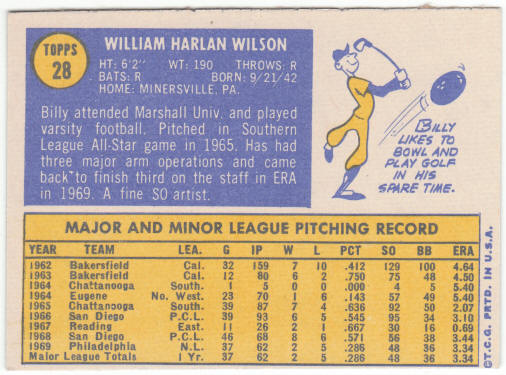 TOPPS
28
WILLIAM HARLAN WILSON
HT: 6'2" WT: 190 THROWS: R
BATS: R BORN: 9/21/42
HOME: MINERSVILLE, PA.
Billy attended Marshall Univ. and played
varsity football. Pitched in Southern
League All-Star game in 1965. Has had
three major arm operations and came
back to finish third on the staff in ERA
in 1969. A fine SO artist.
BILLY
LIKES TO
BOWL AND
PLAY GOLF
IN HIS
SPARE TIME.
MAJOR AND MINOR LEAGUE PITCHING RECORD
YEAR TEAM LEA. G IP W L PCT SO BB ERA
1962 Bakersfield Cal. 32 159 7 10 .412 129 100 4.64
1963 Bakersfield Cal. 12 80 6 2 .750 75 48 4.50
1964 Chattanooga South. 1 5 0 0 .000 4 5 5.40
1964 Eugene No. West. 23 70 1 6 .143 57 49 5.40
1965 Chattanooga South. 39 87 7 4 .636 92 50 2.07
1966 San Diego P.C.L. 39 93 6 5 .545 95 34 3.10
1967 Reading East. 11 26 2 1 .667 30 16 0.69
1968 San Diego P.C.L. 46 68 8 6 .571 56 38 3.44
1969 Philadelphia N.L. 37 62 2 5 .286 48 36 3.34
Major League Totals 1 Yr. 37 62 2 5 .286 48 36 3.34
©T.C.G. PRTD. IN U.S.A.